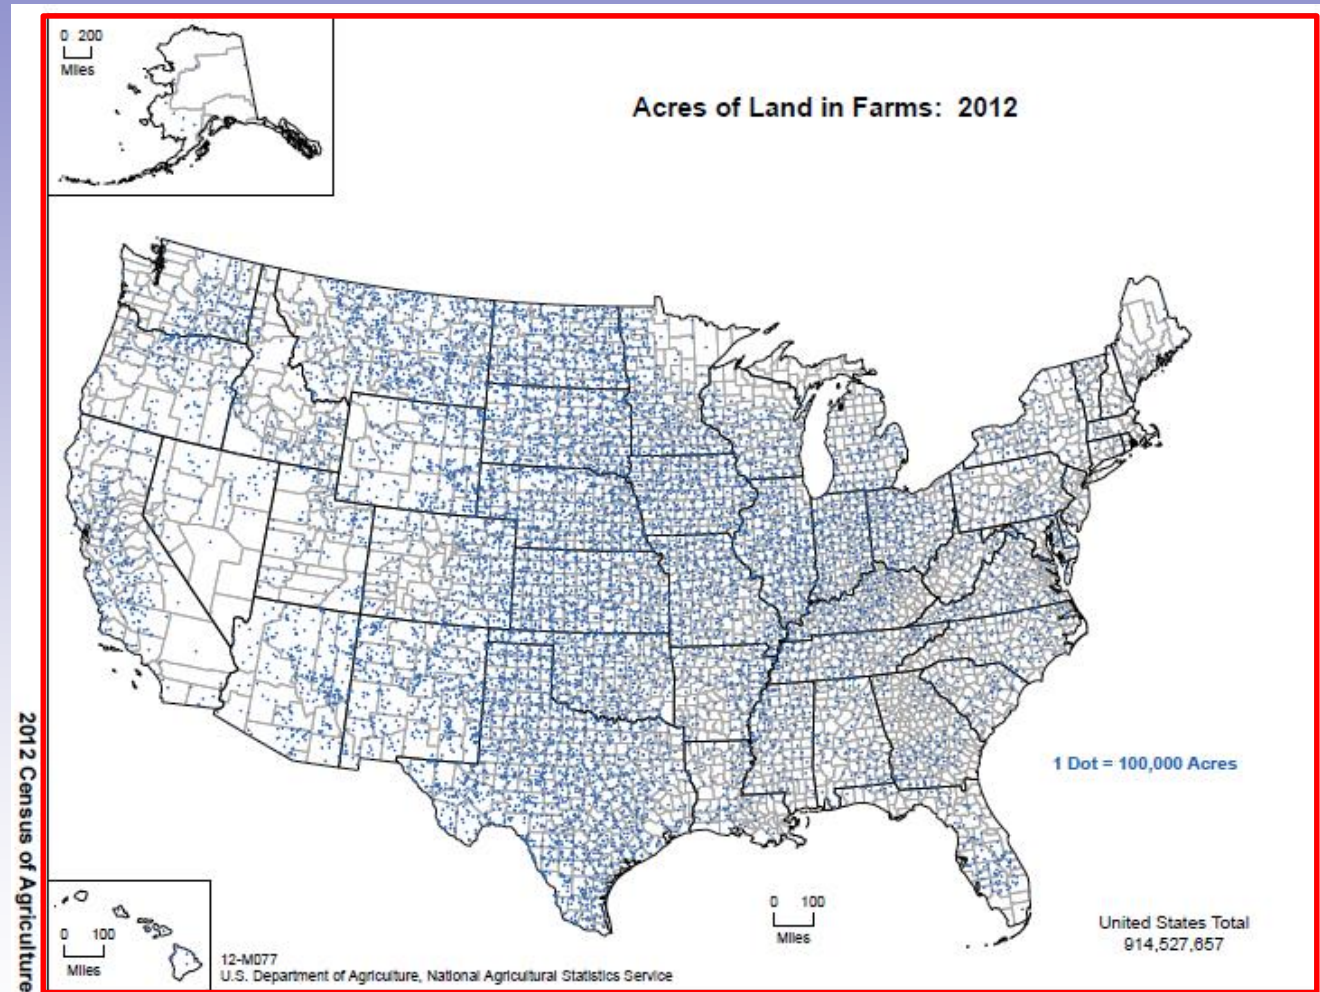 0 200
Miles
Acres of Land in Farms: 2012
1 Dot = 100,000 Acres
0 100
Miles
United States Total
914,527,657
0 100
Miles
12-M077
U.S. Department of Agriculture, National Agricultural Statistics Service
2012 Census of Agriculture